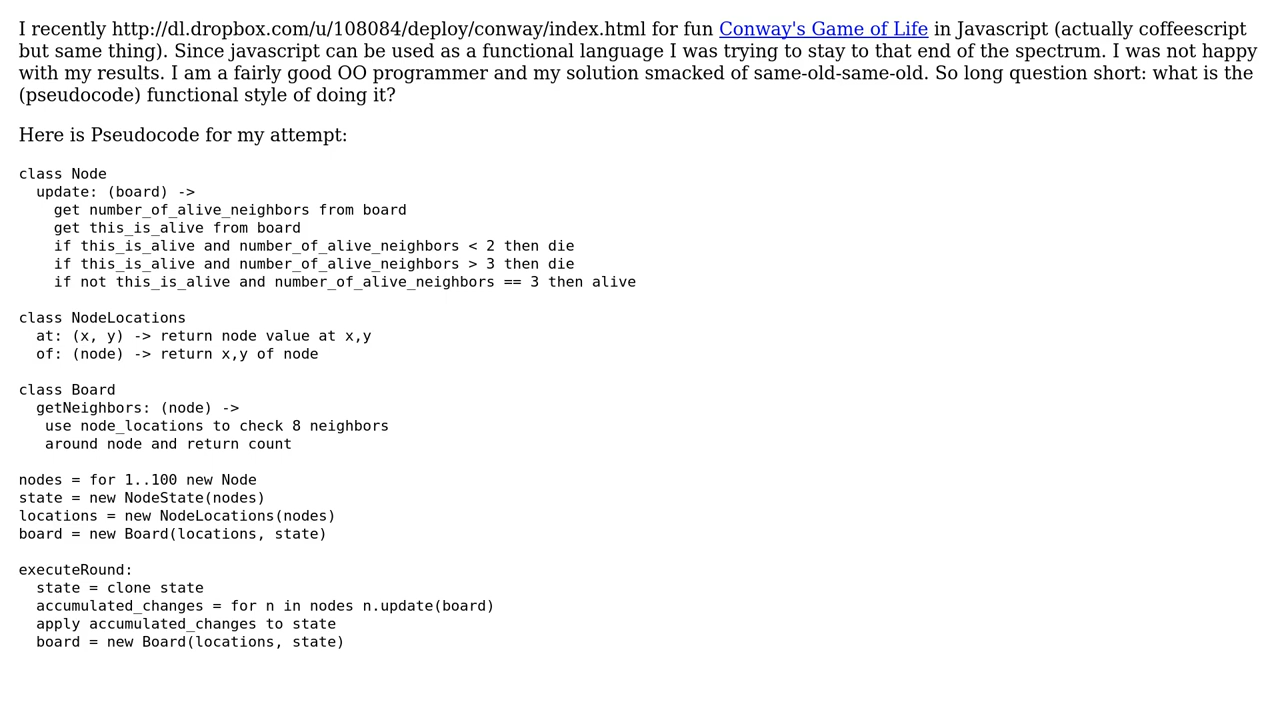 I recently http://dl.dropbox.com/u/108084/deploy/conway/index.html for fun Conway's Game of Life in Javascript (actually coffeescript
but same thing). Since javascript can be used as a functional language I was trying to stay to that end of the spectrum. I was not happy
with my results. I am a fairly good OO programmer and my solution smacked of same-old-same-old. So long question short: what is the
(pseudocode) functional style of doing it?
Here is Pseudocode for my attempt:
class Node
  update: (board) ->
    get number_of_alive_neighbors from board
    get this_is_alive from board
    if this_is_alive and number_of_alive_neighbors < 2 then die
    if this_is_alive and number_of_alive_neighbors > 3 then die
    if not this_is_alive and number_of_alive_neighbors == 3 then alive
class NodeLocations
  at: (x, y) -> return node value at x,y
  of: (node) -> return x,y of node
class Board
  getNeighbors: (node) ->
   use node_locations to check 8 neighbors
   around node and return count
nodes = for 1..100 new Node
state = new NodeState(nodes)
locations = new NodeLocations(nodes)
board = new Board(locations, state)
executeRound:
  state = clone state
  accumulated_changes = for n in nodes n.update(board)
  apply accumulated_changes to state
  board = new Board(locations, state)